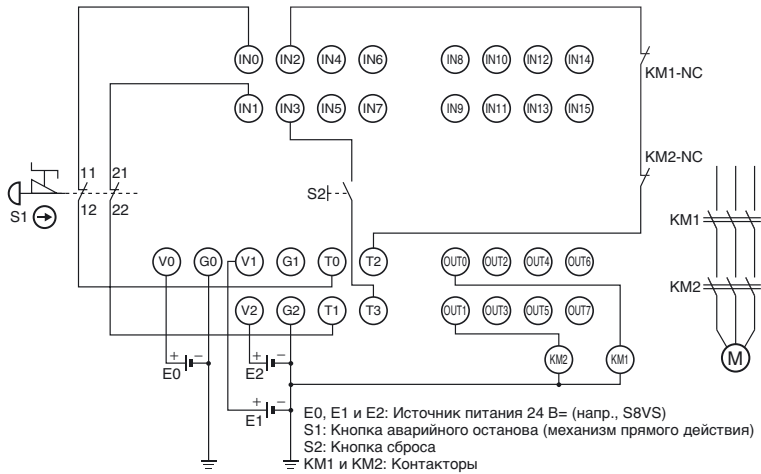 IN0 IN2 IN4 IN6 IN8 IN10 IN12 IN14
KM1-NC
IN1 IN3 IN5 IN7 IN9 IN11 IN13 IN15
KM2-NC
11 21
S2
S1 12 22
KM1
V0 G0 V1 G1 T0 T2 OUT0 OUT2 OUT4 OUT6
KM2
V2 G2 T1 T3 OUT1 OUT3 OUT5 OUT7
M
+ − + − KM2 KM1
E0 E2
+ −
E1
E0, E1 и E2: Источник питания 24 В= (напр., S8VS)
S1: Кнопка аварийного останова (механизм прямого действия)
S2: Кнопка сброса
KM1 и KM2: Контакторы